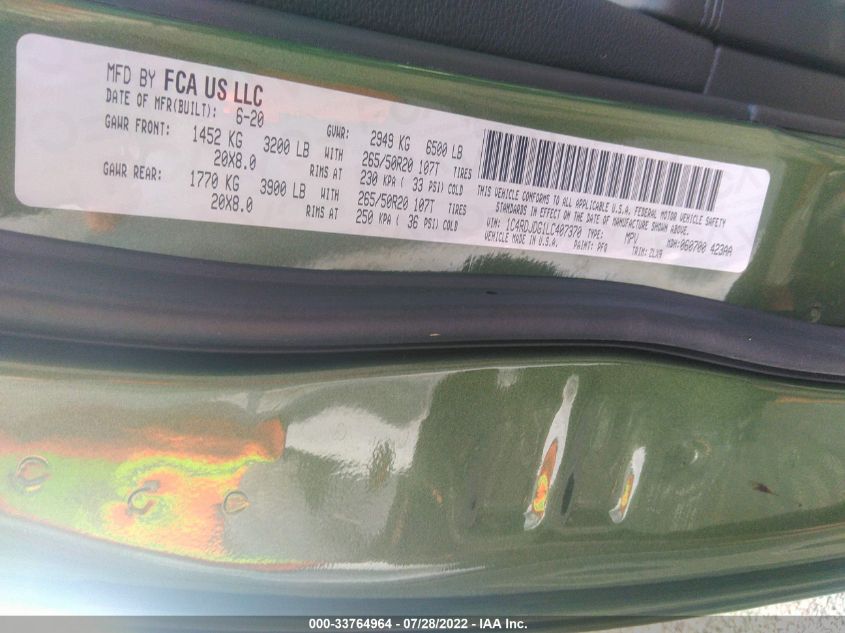 MFD BY FCA US LLC
DATE OF MFR(BUILT): 6-20
GAWR FRONT: 1452 KG 3200 LB WITH
20X8.0 RIMS AT
GAWR REAR: 1770 KG 3900 LB WITH
20X8.0 RIMS AT
GVWR: 2949 KG 6500 LB
265/50R20 107T TIRES
230 KPA ( 33 PSI) COLD
265/50R20 107T TIRES
250 KPA ( 36 PSI) COLD
THIS VEHICLE CONFORMS TO ALL APPLICABLE U.S.A. FEDERAL MOTOR VEHICLE SAFETY
STANDARDS IN EFFECT ON THE DATE OF MANUFACTURE SHOWN ABOVE.
VIN: 1C4RDJDG1LC407370 TYPE: MPV MDH: 060700 423AA
VEHICLE MADE IN U.S.A. PAINT: PFQ TRIM:
000-33764964 - 07/28/2022 - IAA Inc.